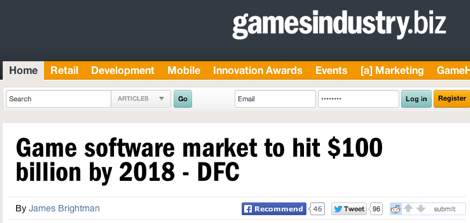 gamesindustry.biz
Home Retail Development Mobile Innovation Awards Events [a] Marketing GameH
Search ARTICLES Go Email •••••••• Log in Register
Game software market to hit $100
billion by 2018 - DFC
By James Brightman Recommend 46 Tweet 96 submit